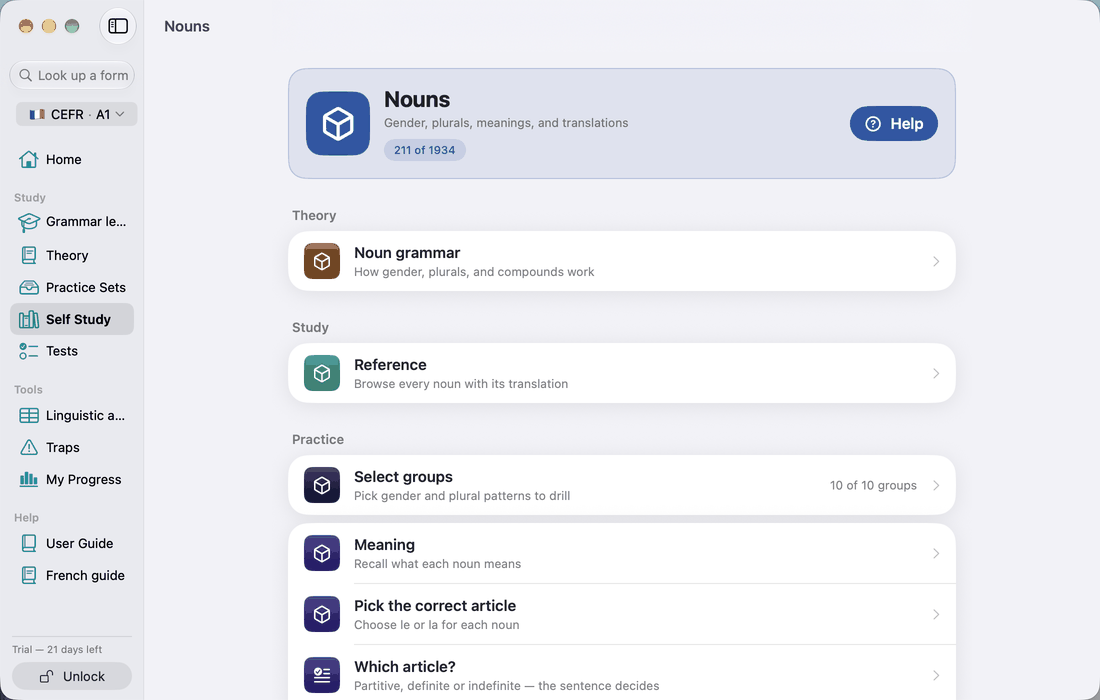 Nouns
Look up a form
CEFR · A1
Home
Study
Grammar le...
Theory
Practice Sets
Self Study
Tests
Tools
Linguistic a...
Traps
My Progress
Help
User Guide
French guide
Trial — 21 days left
Unlock
Nouns
Gender, plurals, meanings, and translations
211 of 1934
Help
Theory
Noun grammar
How gender, plurals, and compounds work
Study
Reference
Browse every noun with its translation
Practice
Select groups
Pick gender and plural patterns to drill
10 of 10 groups
Meaning
Recall what each noun means
Pick the correct article
Choose le or la for each noun
Which article?
Partitive, definite or indefinite — the sentence decides